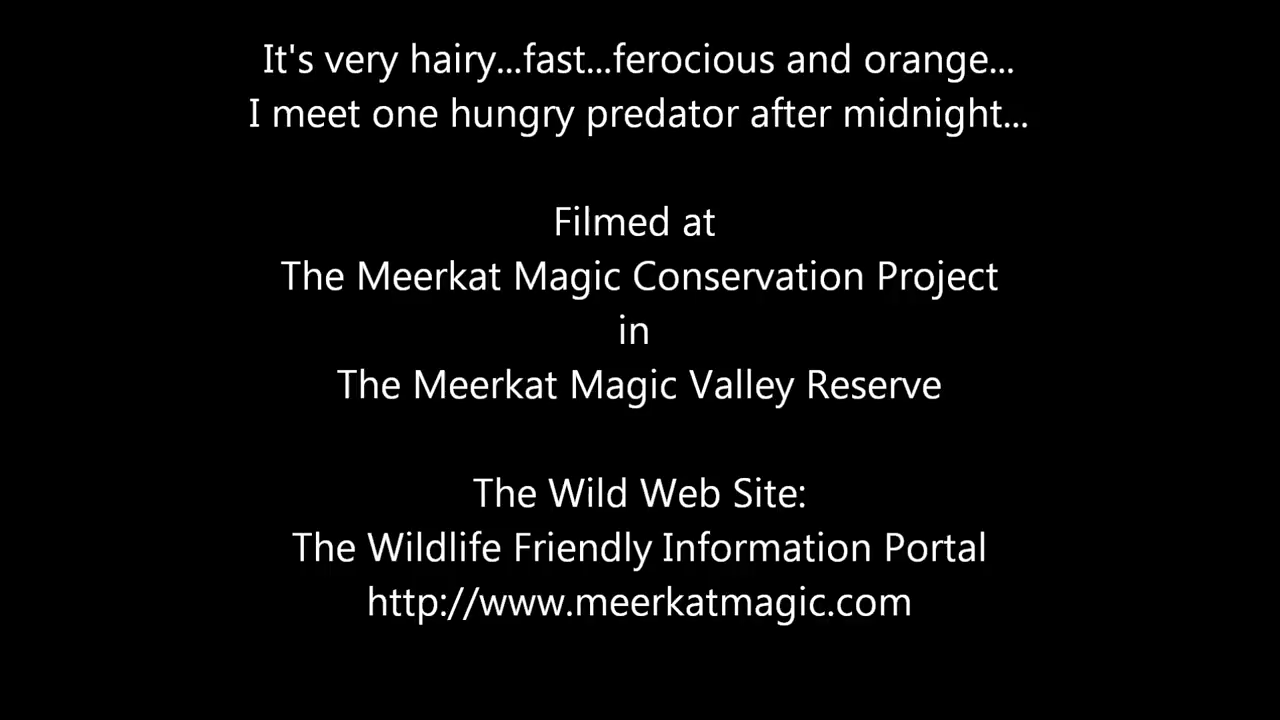 It's very hairy...fast...ferocious and orange...
I meet one hungry predator after midnight...
Filmed at
The Meerkat Magic Conservation Project
in
The Meerkat Magic Valley Reserve
The Wild Web Site:
The Wildlife Friendly Information Portal
http://www.meerkatmagic.com